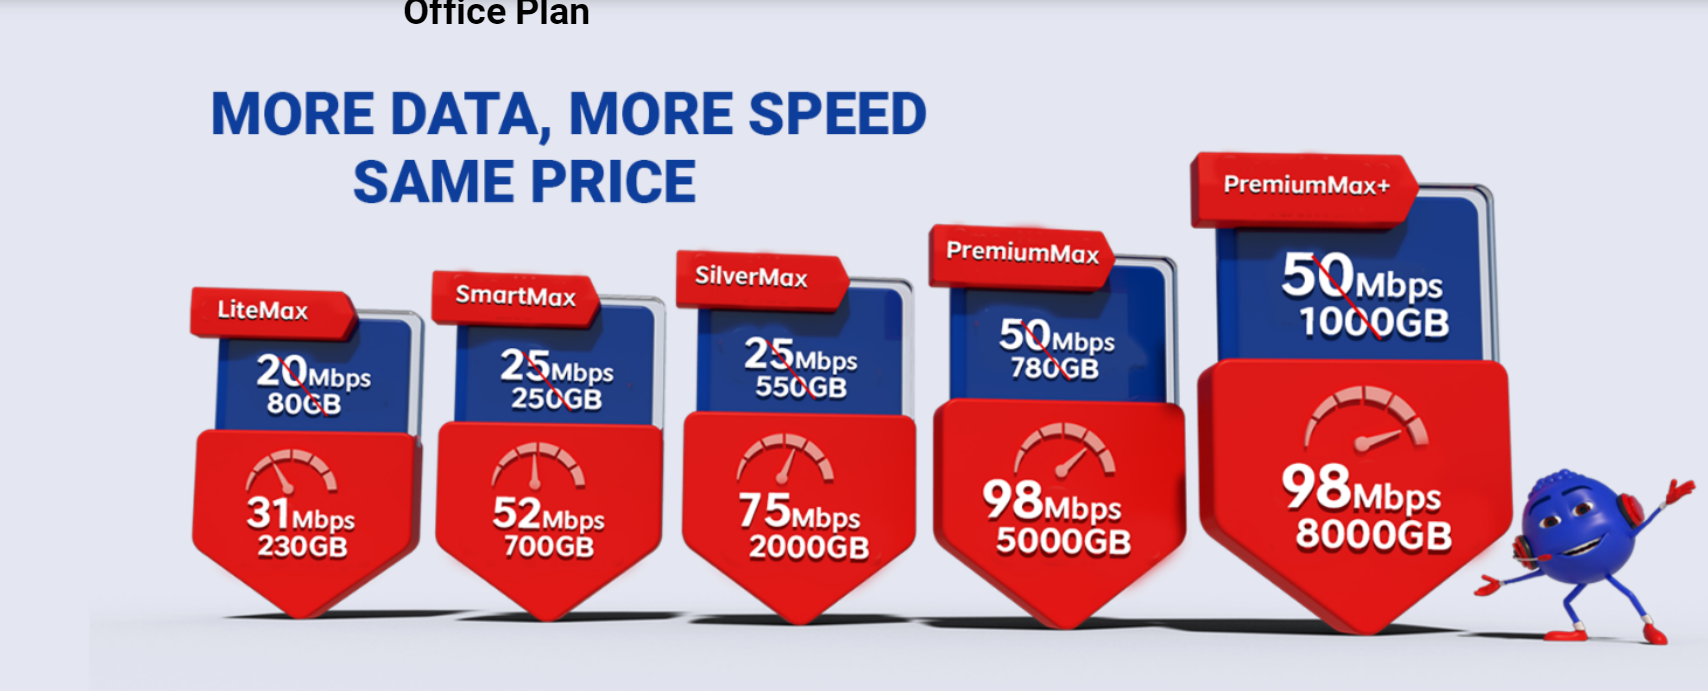 Office Plan
MORE DATA, MORE SPEED
SAME PRICE
LiteMax
20Mbps
80GB
31Mbps
230GB
SmartMax
25Mbps
250GB
52Mbps
700GB
SilverMax
25Mbps
550GB
75Mbps
2000GB
PremiumMax
50Mbps
780GB
98Mbps
5000GB
PremiumMax+
50Mbps
1000GB
98Mbps
8000GB